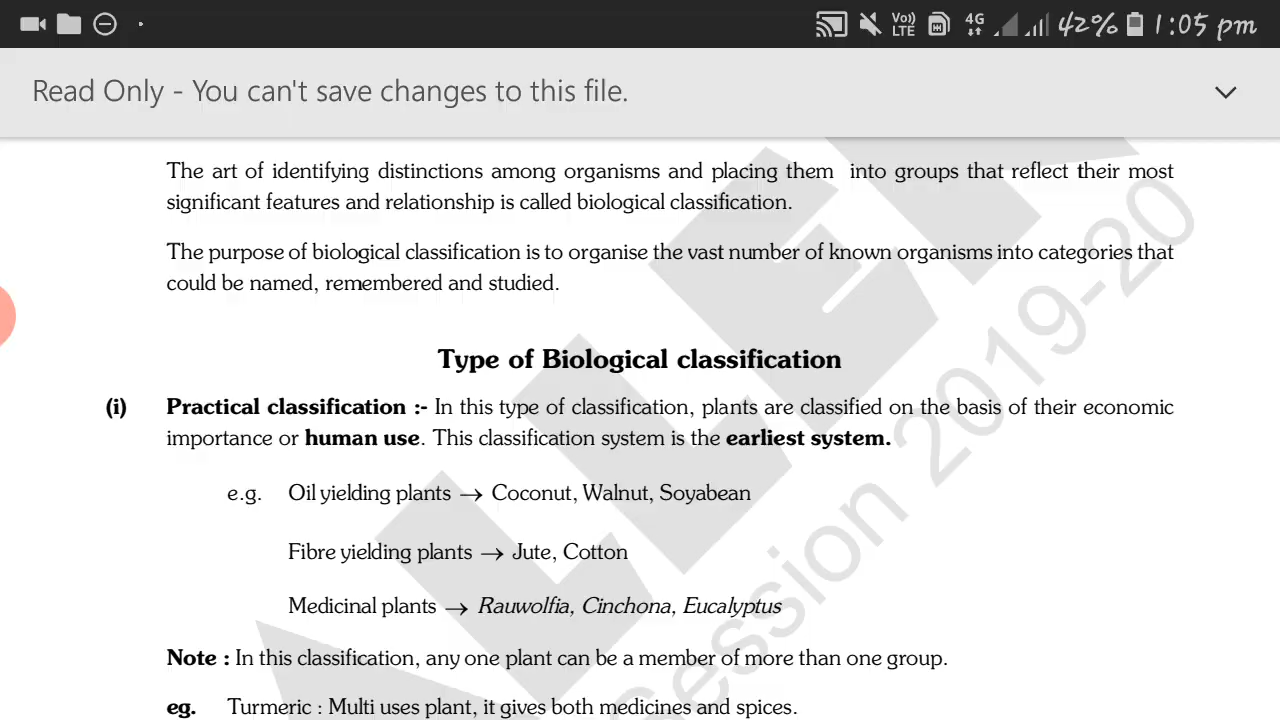 Vo)) LTE 4G 42% 1:05 pm
Read Only - You can't save changes to this file.
The art of identifying distinctions among organisms and placing them into groups that reflect their most
significant features and relationship is called biological classification.
The purpose of biological classification is to organise the vast number of known organisms into categories that
could be named, remembered and studied.
Type of Biological classification
(i) Practical classification :- In this type of classification, plants are classified on the basis of their economic
importance or human use. This classification system is the earliest system.
e.g. Oil yielding plants → Coconut, Walnut, Soyabean
Fibre yielding plants → Jute, Cotton
Medicinal plants → Rauwolfia, Cinchona, Eucalyptus
Note : In this classification, any one plant can be a member of more than one group.
eg. Turmeric : Multi uses plant, it gives both medicines and spices.
ALLE
Session 2019-20